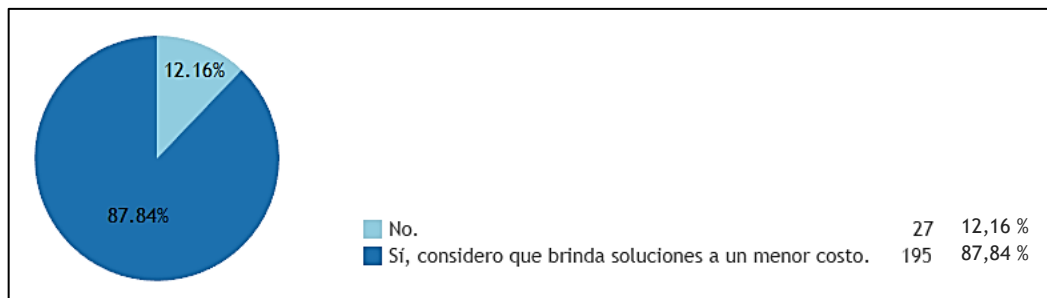 12.16%
87.84%
No. 27 12,16 %
Sí, considero que brinda soluciones a un menor costo. 195 87,84 %